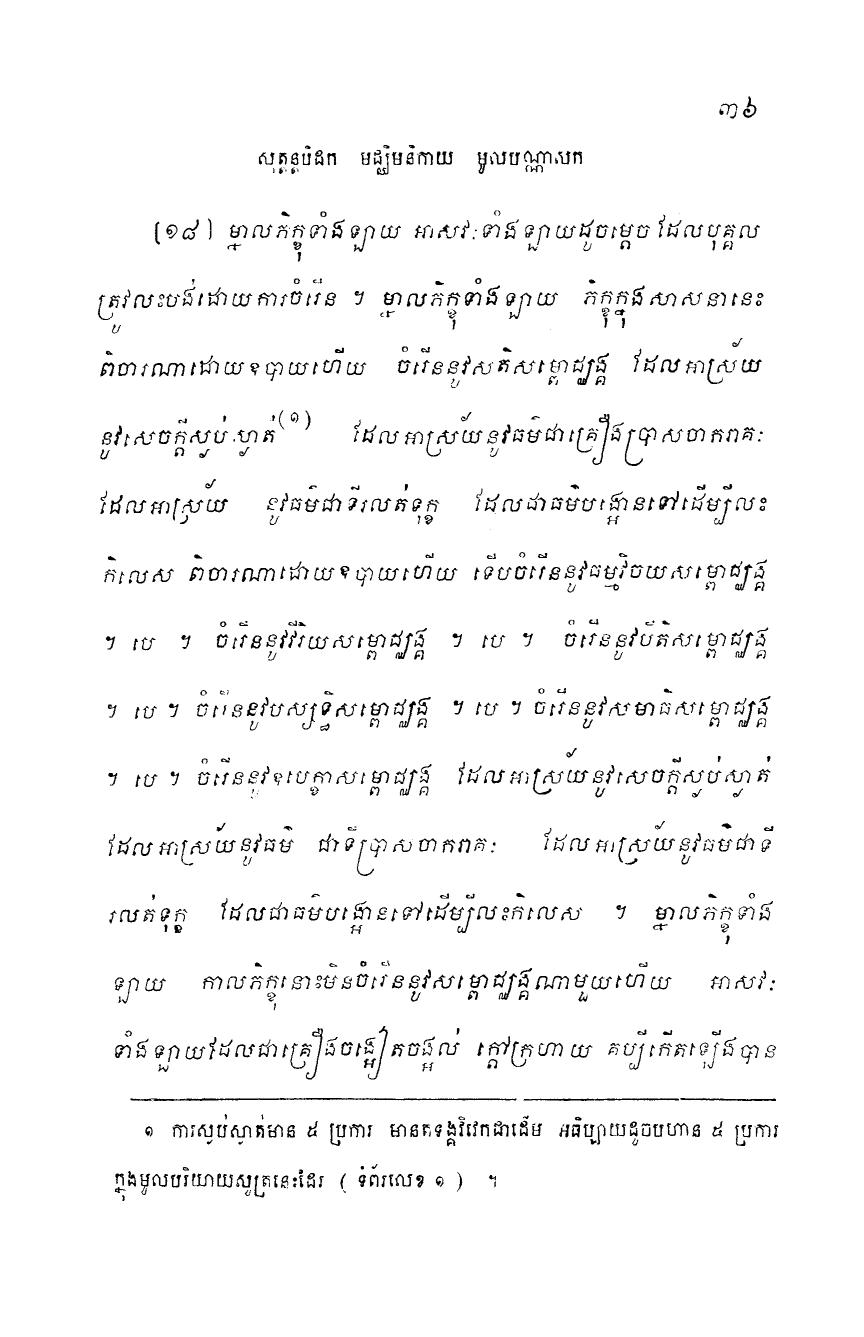 ៣៦
សុត្តន្តបិដក មជ្ឈិមនិកាយ មូលបណ្ណាសក
[១៨] ម្នាលភិក្ខុទាំងឡាយ អាសវៈទាំងឡាយដូចម្តេច ដែលបុគ្គល
ត្រូវលះបង់ដោយការចំរើន ។ ម្នាលភិក្ខុទាំងឡាយ ភិក្ខុក្នុងសាសនានេះ
ពិចារណាដោយឧបាយហើយ ចំរើននូវសតិសម្ពោជ្ឈង្គ ដែលអាស្រ័យ
នូវសេចក្តីស្ងប់ស្ងាត់(១) ដែលអាស្រ័យនូវធម៌ជាគ្រឿងប្រាសចាករាគៈ
ដែលអាស្រ័យ នូវធម៌ជាទីរលត់ទុក្ខ ដែលជាធម៌បង្អោនទៅដើម្បីលះ
កិលេស ពិចារណាដោយឧបាយហើយ ទើបចំរើននូវធម្មវិចយសម្ពោជ្ឈង្គ
។ បេ ។ ចំរើននូវវីរិយសម្ពោជ្ឈង្គ ។ បេ ។ ចំរើននូវបីតិសម្ពោជ្ឈង្គ
។ បេ ។ ចំរើននូវបស្សទ្ធិសម្ពោជ្ឈង្គ ។ បេ ។ ចំរើននូវសមាធិសម្ពោជ្ឈង្គ
។ បេ ។ ចំរើននូវឧបេក្ខាសម្ពោជ្ឈង្គ ដែលអាស្រ័យនូវសេចក្តីស្ងប់ស្ងាត់
ដែលអាស្រ័យនូវធម៌ ជាទីប្រាសចាករាគៈ ដែលអាស្រ័យនូវធម៌ជាទី
រលត់ទុក្ខ ដែលជាធម៌បង្អោនទៅដើម្បីលះកិលេស ។ ម្នាលភិក្ខុទាំង
ឡាយ កាលភិក្ខុនោះមិនចំរើននូវសម្ពោជ្ឈង្គណាមួយហើយ អាសវៈ
ទាំងឡាយដែលជាគ្រឿងចង្អៀតចង្អល់ ក្តៅក្រហាយ គប្បីកើតឡើងបាន
១ ការស្ងប់ស្ងាត់មាន ៥ ប្រការ មានតទង្គវិវេកជាដើម អធិប្បាយដូចបហាន ៥ ប្រការ
ក្នុងមូលបរិយាយសូត្រនេះដែរ ( ទំព័រលេខ ១ ) ។